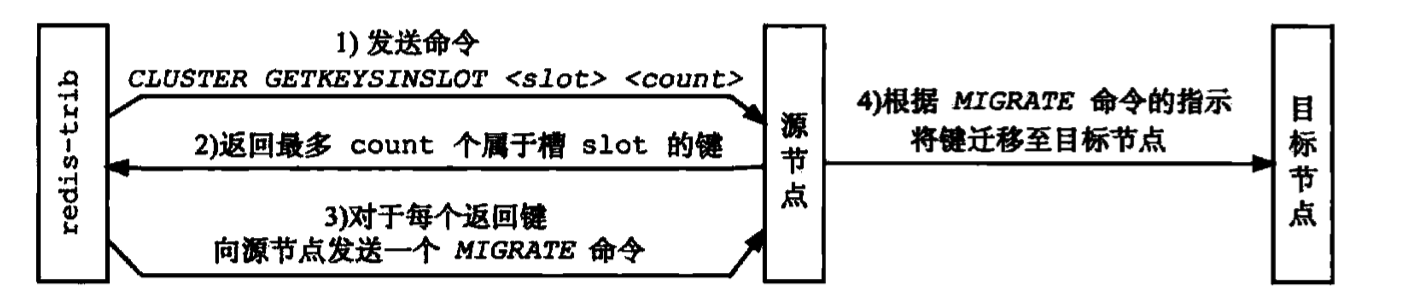 redis-trib
1) 发送命令
CLUSTER GETKEYSINSLOT <slot> <count>
2)返回最多 count 个属于槽 slot 的键
3)对于每个返回键
向源节点发送一个 MIGRATE 命令
源节点
4)根据 MIGRATE 命令的指示
将键迁移至目标节点
目标节点